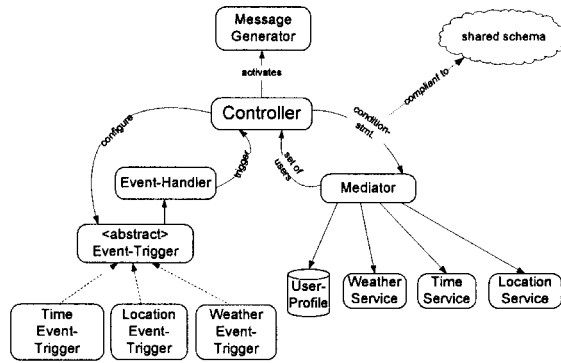 Message
Generator
shared schema
activates
compliant to
Controller
configure
condition-
stmt.
trigger
set of
users
Event-Handler
Mediator
<abstract>
Event-Trigger
User-
Profile
Weather
Service
Time
Service
Location
Service
Time
Event-
Trigger
Location
Event-
Trigger
Weather
Event-
Trigger